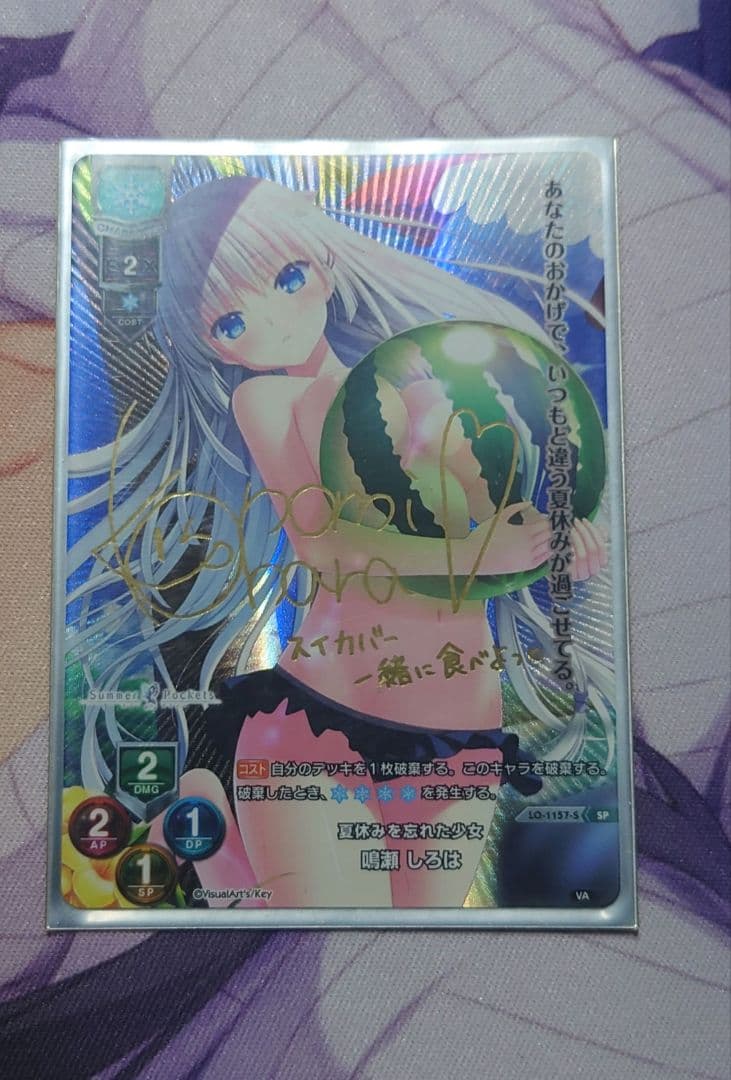 2
COST
あなたのおかげで、いつもと違う夏休みが過ごせてる。
Konomi
Kohara
スイカバー
一緒に食べよっ
Summer Pockets
2
DMG
コスト 自分のデッキを1枚破棄する。このキャラを破棄する。
破棄したとき、を発生する。
LO-1157-S SP
2
AP
1
DP
1
SP
夏休みを忘れた少女
鳴瀬 しろは
©VisualArt's/Key
VA